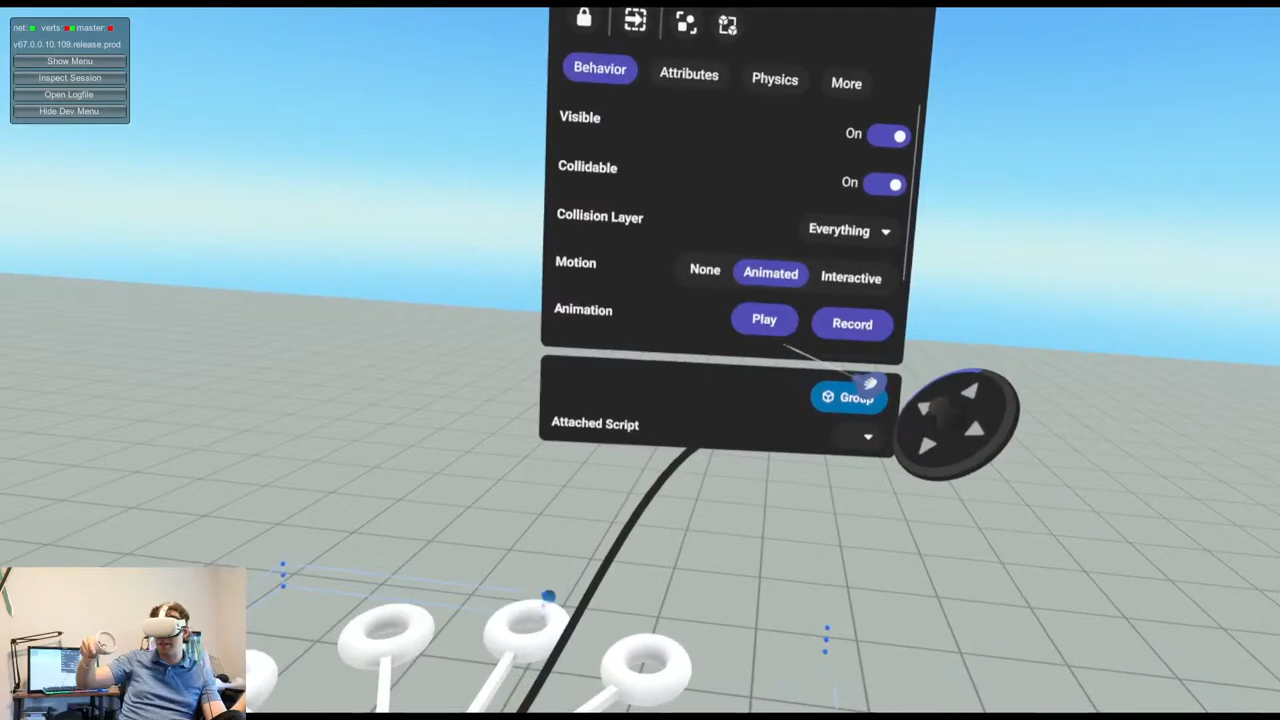 net: verts: master:
v67.0.0.10.109.release.prod
Show Menu
Inspect Session
Open Logfile
Hide Dev Menu
Behavior Attributes Physics More
Visible On
Collidable On
Collision Layer Everything
Motion None Animated Interactive
Animation Play Record
Group
Attached Script